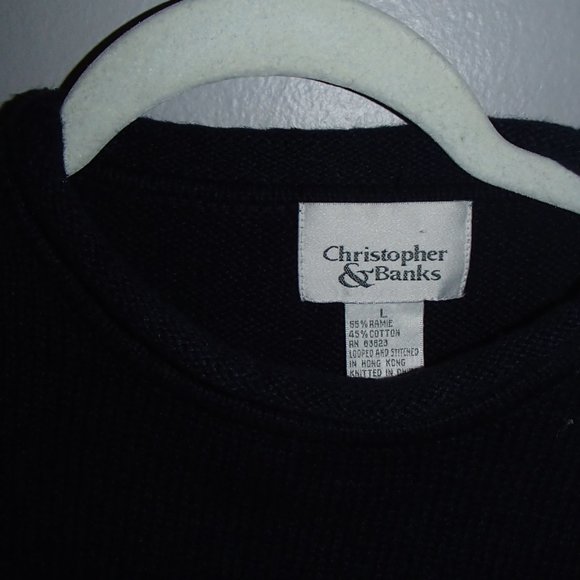 Christopher
& Banks
L
55% RAMIE
45% COTTON
RN 63623
LOOPED AND STITCHED
IN HONG KONG
KNITTED IN